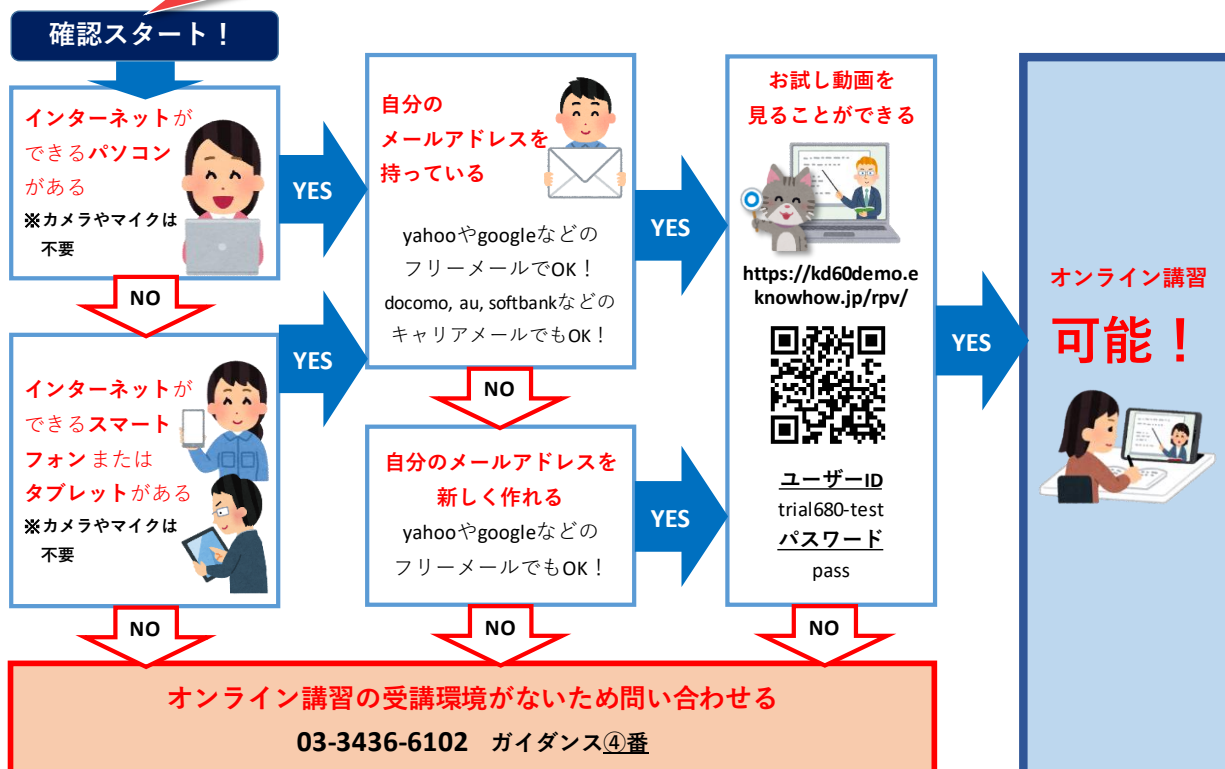 確認スタート！
インターネットが
できるパソコン
がある
※カメラやマイクは
不要
YES
NO
インターネットが
できるスマート
フォンまたは
タブレットがある
※カメラやマイクは
不要
YES
NO
自分の
メールアドレスを
持っている
yahooやgoogleなどの
フリーメールでOK！
docomo, au, softbankなどの
キャリアメールでもOK！
YES
NO
自分のメールアドレスを
新しく作れる
yahooやgoogleなどの
フリーメールでもOK！
YES
NO
お試し動画を
見ることができる
https://kd60demo.e
knowhow.jp/rpv/
ユーザーID
trial680-test
パスワード
pass
YES
NO
オンライン講習
可能！
オンライン講習の受講環境がないため問い合わせる
03-3436-6102 ガイダンス④番